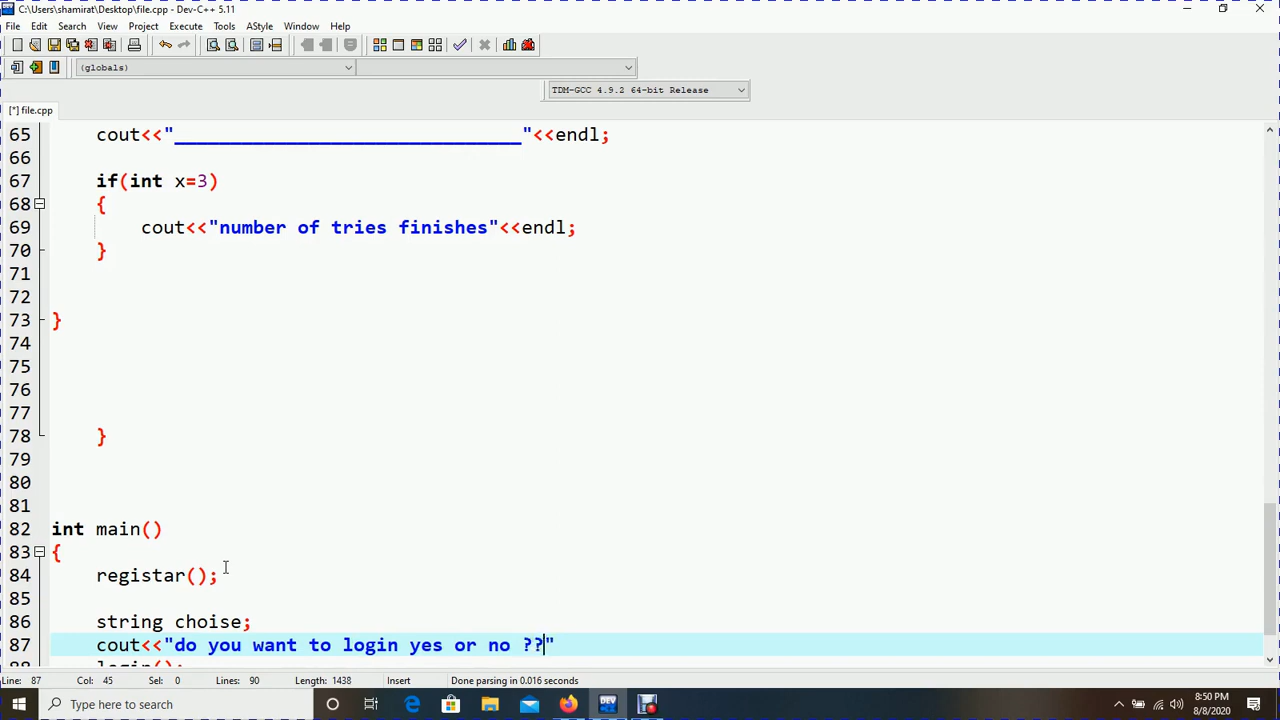 C:\Users\shamirat\Desktop\file.cpp - Dev-C++ 5.11
File Edit Search View Project Execute Tools AStyle Window Help
(globals)
TDM-GCC 4.9.2 64-bit Release
[*] file.cpp
65 cout<<"_______________________________"<<endl;
66
67 if(int x=3)
68 {
69 cout<<"number of tries finishes"<<endl;
70 }
71
72
73 }
74
75
76
77
78 }
79
80
81
82 int main()
83 {
84 registar();
85
86 string choise;
87 cout<<"do you want to login yes or no ??"
88 login();
Line: 87 Col: 45 Sel: 0 Lines: 90 Length: 1438 Insert Done parsing in 0.016 seconds
Type here to search
DEV
8:50 PM
8/8/2020